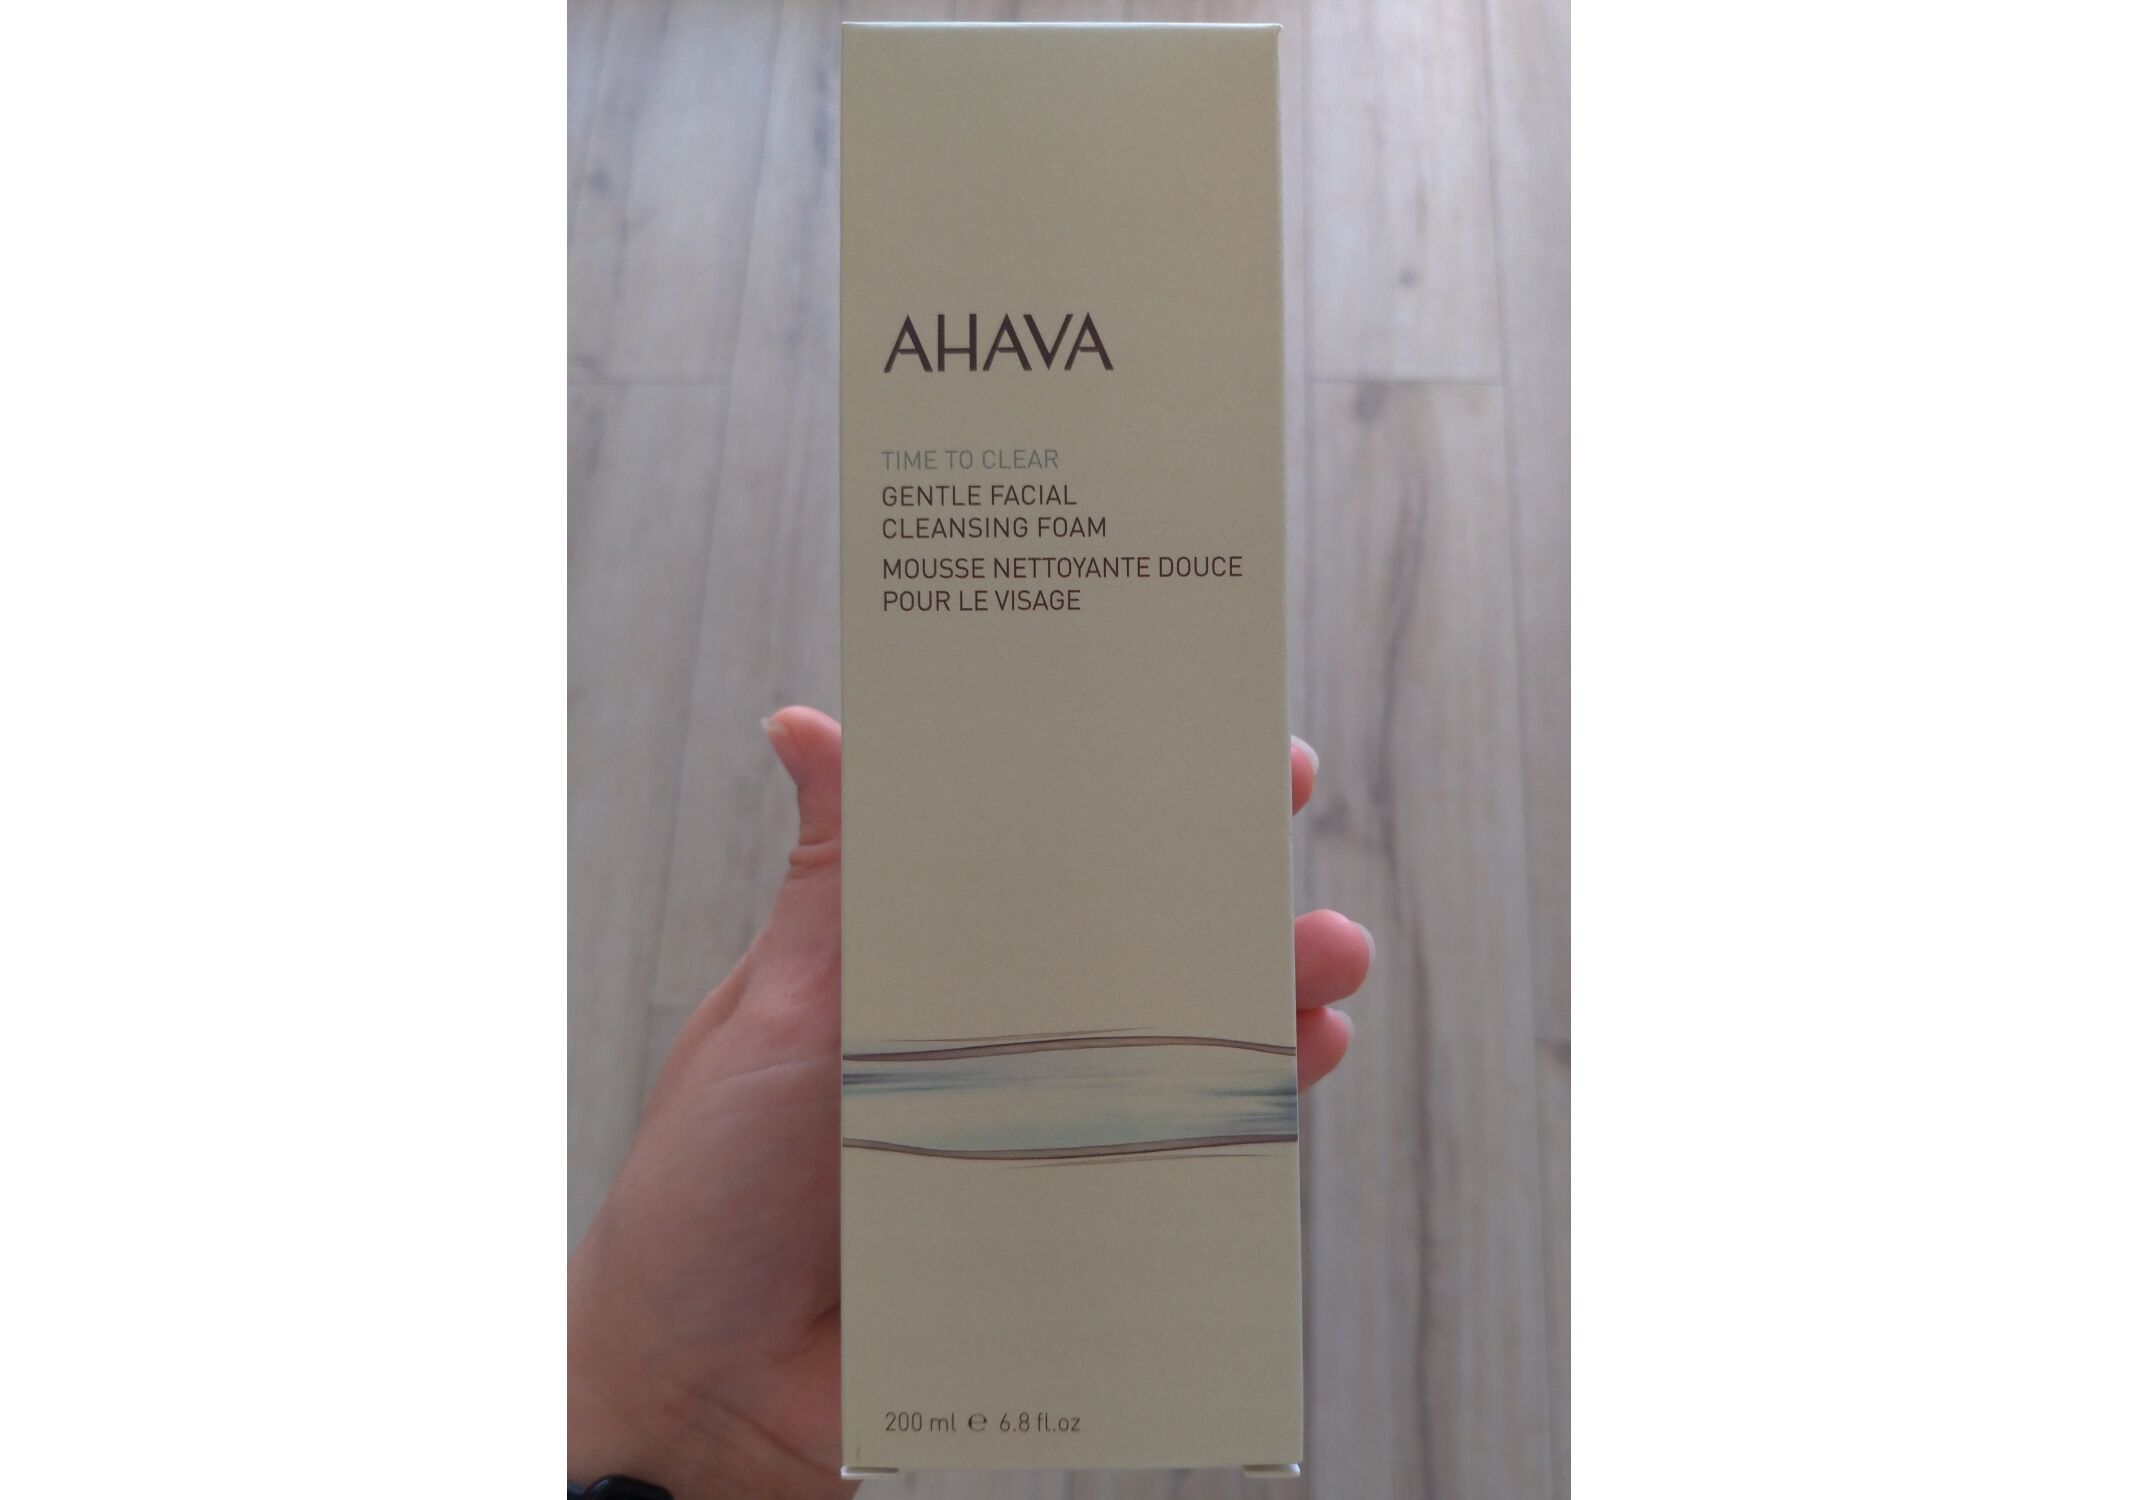 AHAVA
TIME TO CLEAR
GENTLE FACIAL
CLEANSING FOAM
MOUSSE NETTOYANTE DOUCE
POUR LE VISAGE
200 ml ℮ 6.8 fl.oz